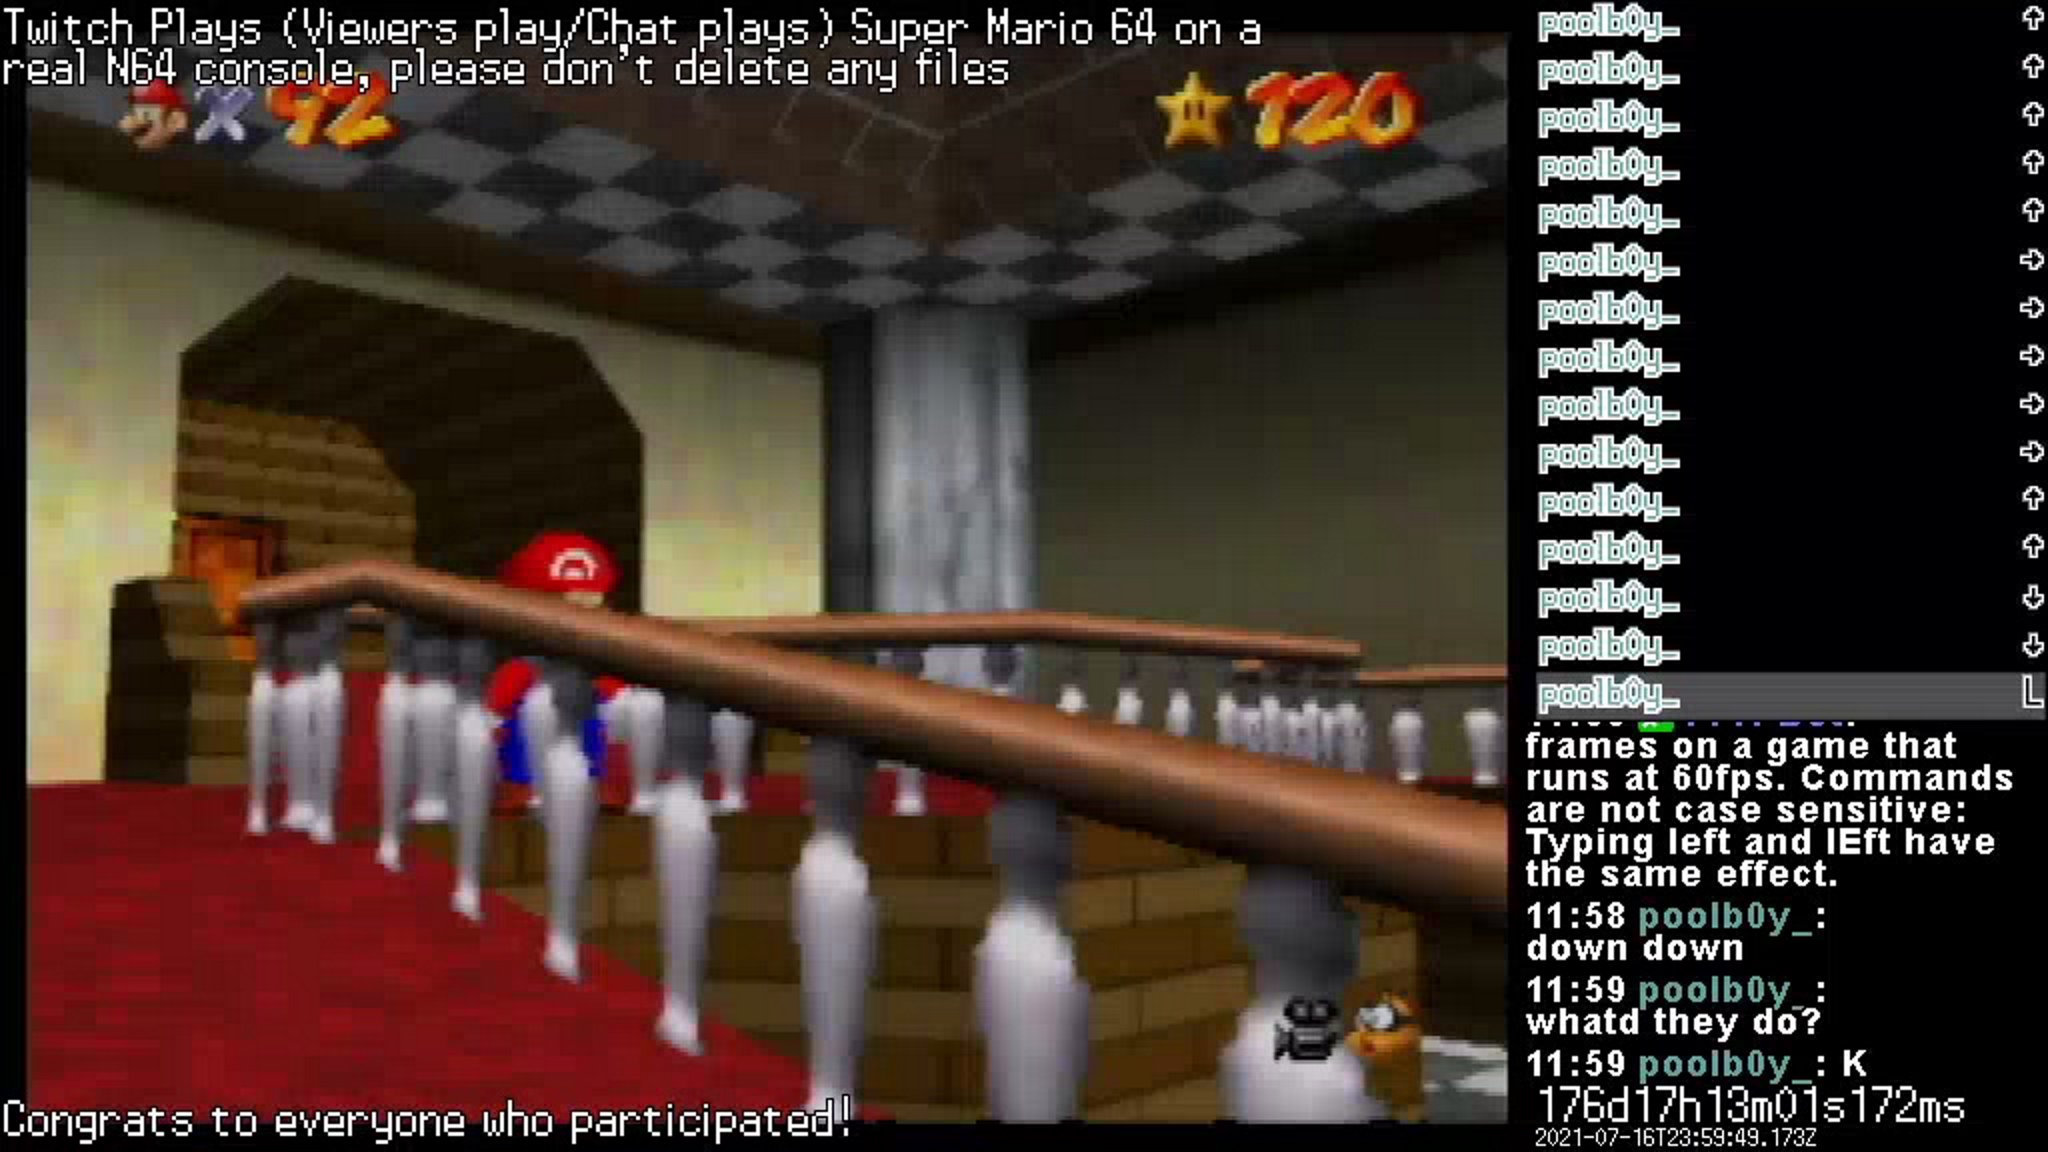 Twitch Plays (Viewers play/Chat plays) Super Mario 64 on a
real N64 console, please don't delete any files
x 92
120
poolb0y_ ↑
poolb0y_ ↑
poolb0y_ ↑
poolb0y_ ↑
poolb0y_ ↑
poolb0y_ →
poolb0y_ →
poolb0y_ →
poolb0y_ →
poolb0y_ →
poolb0y_ ↑
poolb0y_ ↑
poolb0y_ ↓
poolb0y_ ↓
poolb0y_ L
frames on a game that
runs at 60fps. Commands
are not case sensitive:
Typing left and lEft have
the same effect.
11:58 poolb0y_:
down down
11:59 poolb0y_:
whatd they do?
11:59 poolb0y_: K
176d17h13m01s172ms
2021-07-16T23:59:49.173Z
Congrats to everyone who participated!